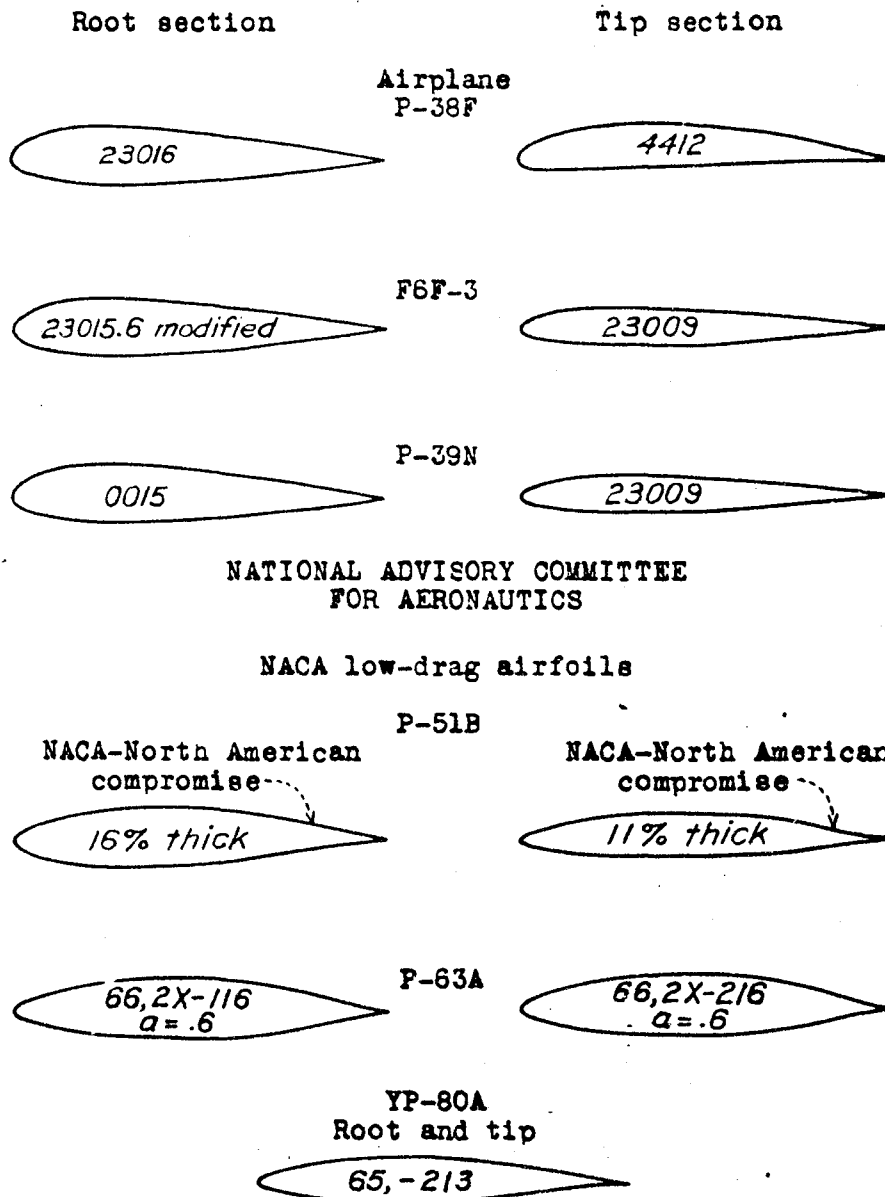 Root section Tip section
Airplane
P-38F
23016 4412
F6F-3
23015.6 modified 23009
P-39N
0015 23009
NATIONAL ADVISORY COMMITTEE
FOR AERONAUTICS
NACA low-drag airfoils
P-51B
NACA-North American NACA-North American
compromise compromise
16% thick 11% thick
P-63A
66,2X-116 66,2X-216
a=.6 a=.6
YP-80A
Root and tip
65,-213